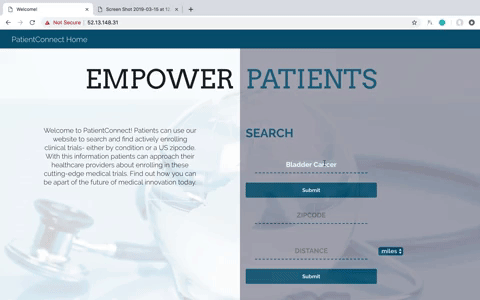 Welcome!
Screen Shot 2019-03-15 at 12
Not Secure
52.13.148.31
PatientConnect Home
EMPOWER PATIENTS
Welcome to PatientConnect! Patients can use our
website to search and find actively enrolling
clinical trials- either by condition or a US zipcode.
With this information patients can approach their
healthcare providers about enrolling in these
cutting-edge medical trials. Find out how you can
be apart of the future of medical innovation today.
SEARCH
Bladder Cancer
Submit
ZIPCODE
DISTANCE
miles
Submit